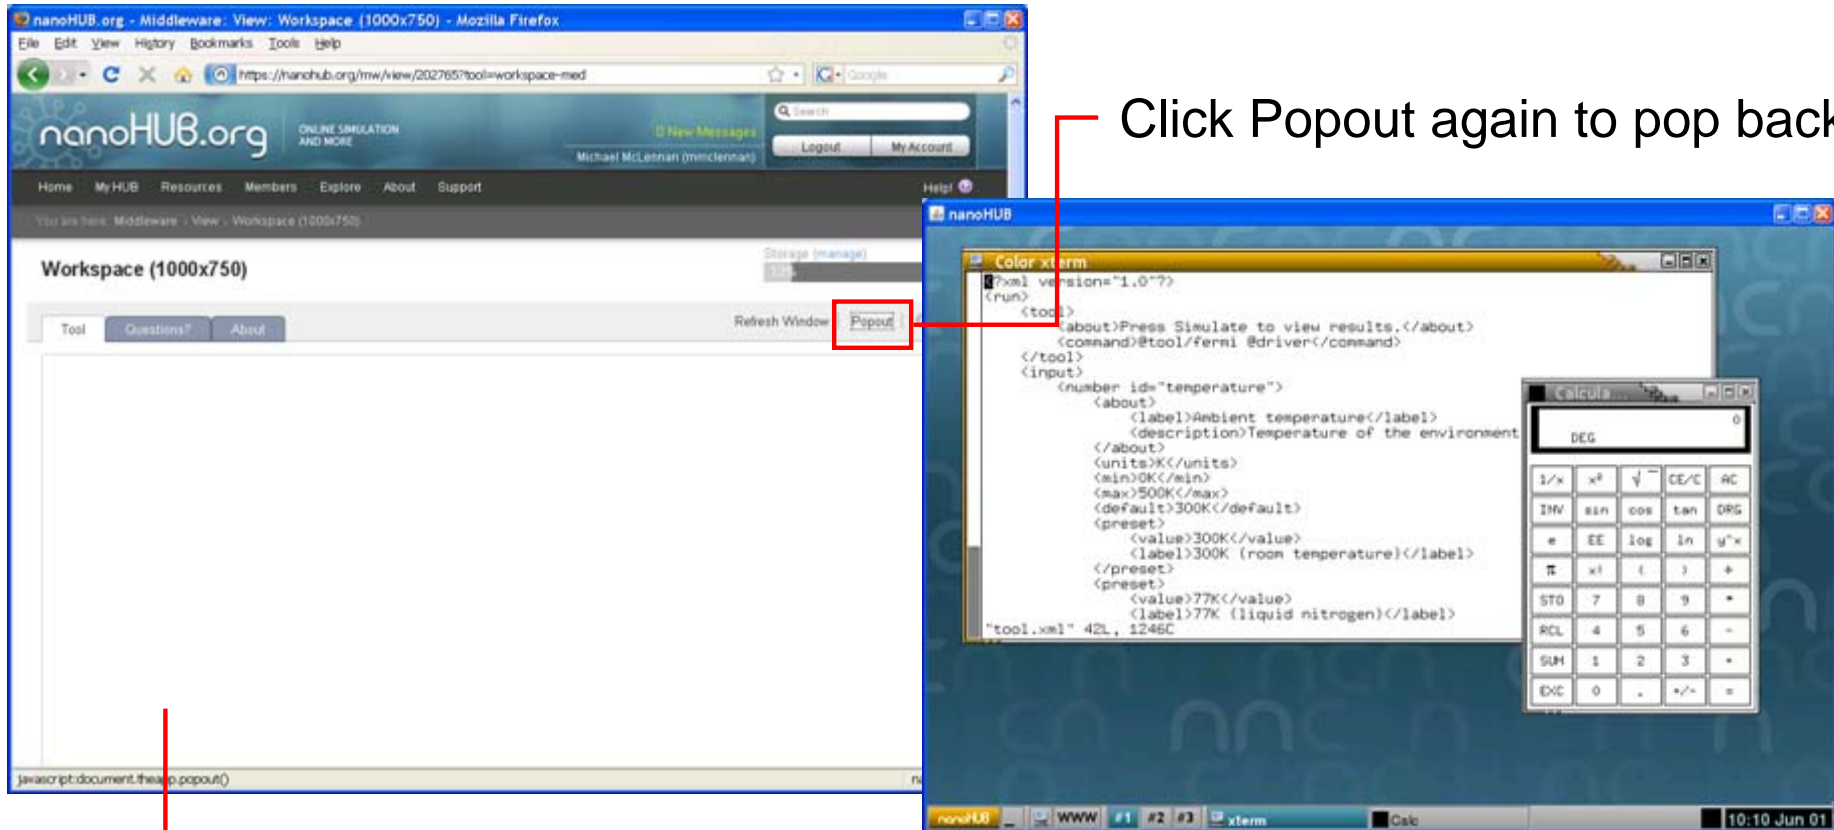 nanoHUB.org - Middleware: View: Workspace (1000x750) - Mozilla Firefox
File Edit View History Bookmarks Tools Help
https://nanohub.org/mw/view/202765?tool=workspace-med
Google
nanoHUB.org
ONLINE SIMULATION
AND MORE
0 New Messages
Michael McLennan (mmclennan)
Search
Logout My Account
Home MyHUB Resources Members Explore About Support
Help!
You are here: Middleware - View - Workspace (1000x750)
Workspace (1000x750)
Storage (manage)
Tool Questions? About
Refresh Window Popout
javascript:document.theapp.popout()
Click Popout again to pop back
nanoHUB
Color xterm
<?xml version="1.0"?>
<run>
<tool>
<about>Press Simulate to view results.</about>
<command>@tool/fermi @driver</command>
</tool>
<input>
<number id="temperature">
<about>
<label>Ambient temperature</label>
<description>Temperature of the environment
</about>
<units>K</units>
<min>0K</min>
<max>500K</max>
<default>300K</default>
<preset>
<value>300K</value>
<label>300K (room temperature)</label>
</preset>
<preset>
<value>77K</value>
<label>77K (liquid nitrogen)</label>
"tool.xml" 42L, 1246C
Calcula...
0
DEG
1/x x² √ CE/C AC
INV sin cos tan DRG
e EE log ln y^x
π x! ( ) ÷
STO 7 8 9 *
RCL 4 5 6 -
SUM 1 2 3 +
EXC 0 . +/- =
nanoHUB WWW #1 #2 #3 xterm Calc 10:10 Jun 01